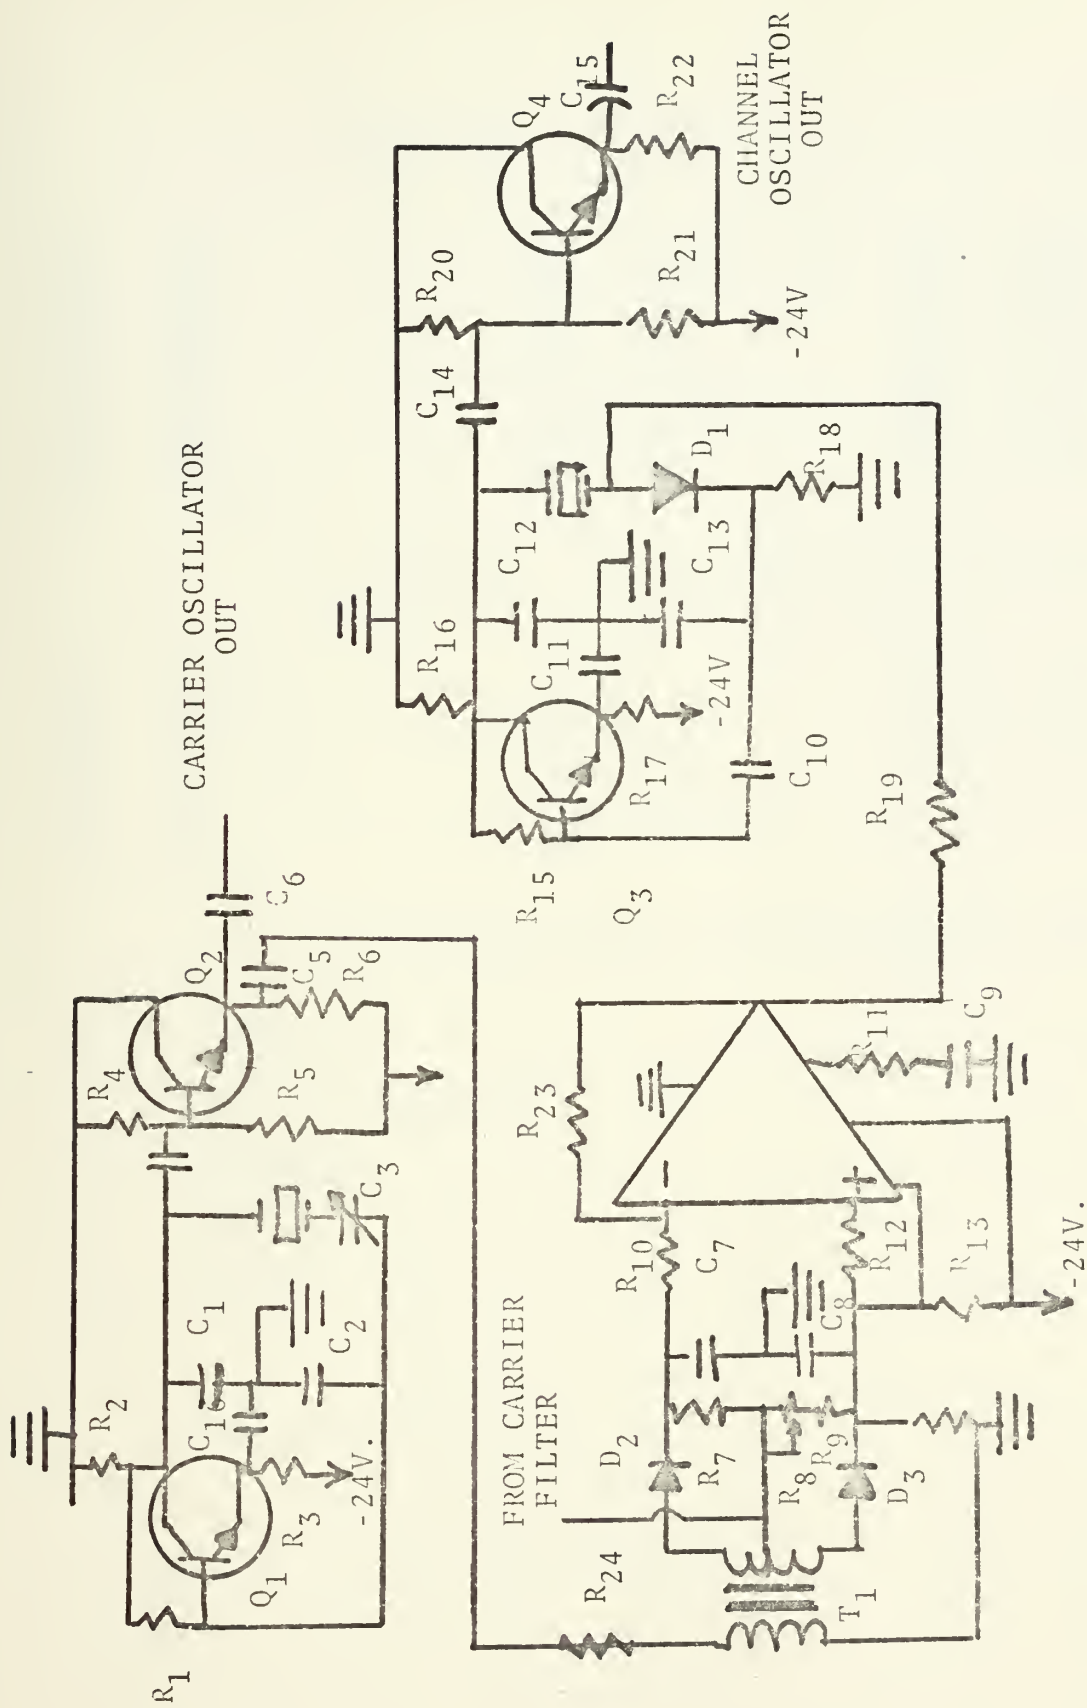 CARRIER OSCILLATOR
OUT
R1
R2
Q1
R3
-24V.
C16
C1
C2
C3
R4
R5
Q2
C5
R6
C6
R16
R15
Q3
R17
-24V
C11
C12
C13
C10
C14
D1
R18
R19
R20
R21
-24V
Q4
C15
R22
CHANNEL
OSCILLATOR
OUT
FROM CARRIER
FILTER
R24
T1
D2
R7
R8
R9
D3
R10
C7
C8
R12
R13
-24V.
R23
-
+
R11
C9